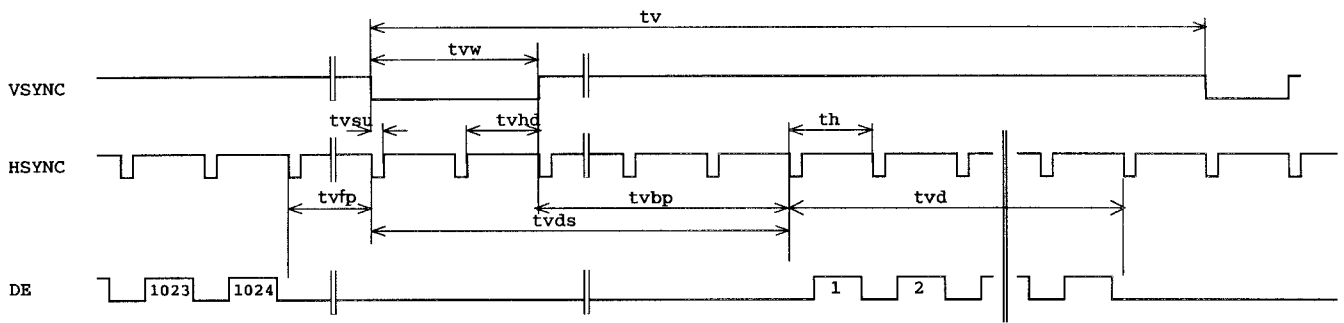 tv
tvw
VSYNC
tvsu
tvhd
th
HSYNC
tvfp
tvbp
tvd
tvds
DE
1023
1024
1
2